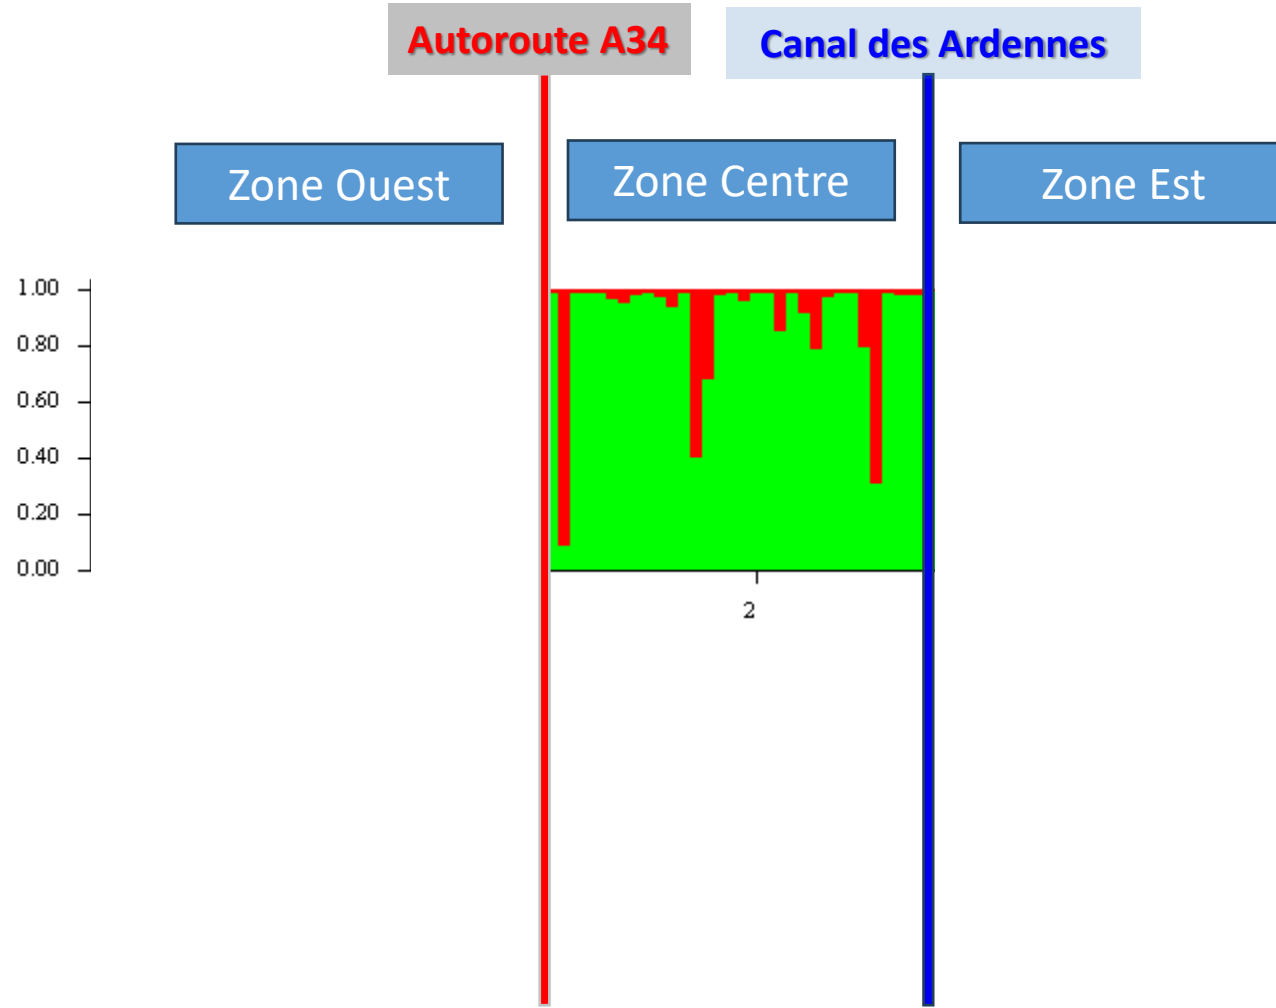 Autoroute A34
Canal des Ardennes
Zone Ouest
Zone Centre
Zone Est
1.00
0.80
0.60
0.40
0.20
0.00
2